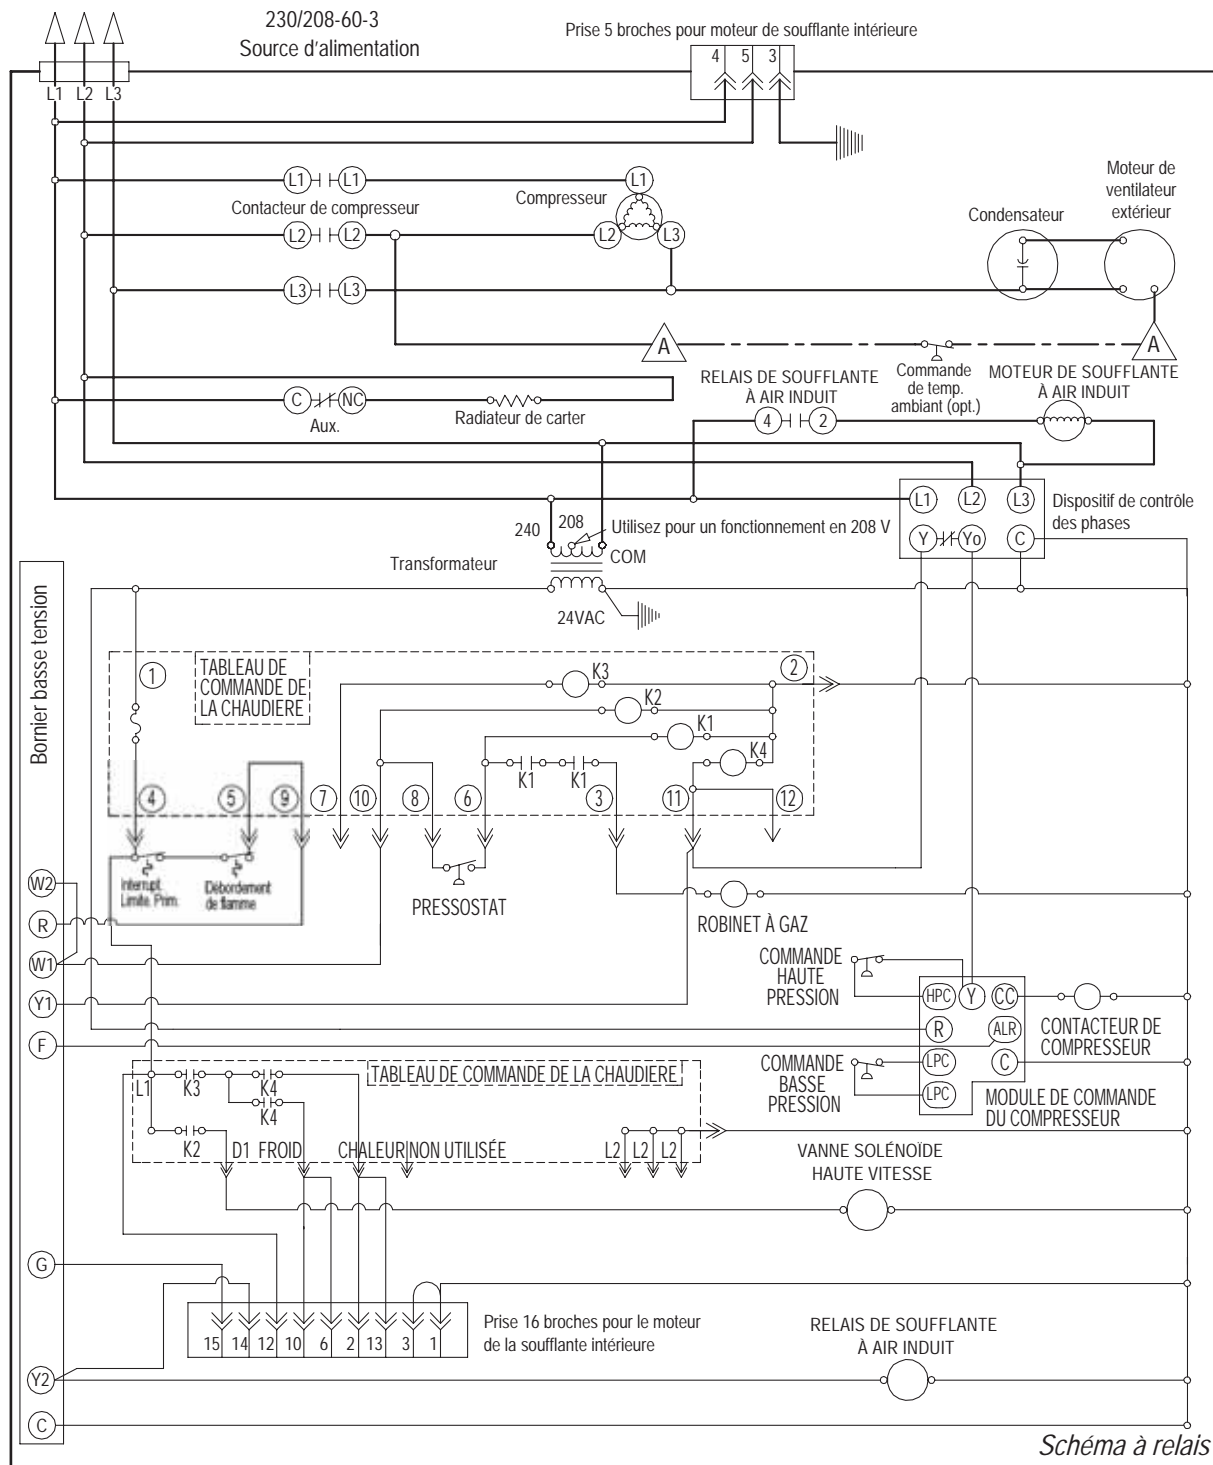 230/208-60-3
Source d'alimentation
Prise 5 broches pour moteur de soufflante intérieure
4 5 3
L1 L2 L3
L1 L1
L1
Contacteur de compresseur
Compresseur
Moteur de
ventilateur
extérieur
Condensateur
L2 L2
L2 L3
L3 L3
A
A
Commande
de temp.
ambiant (opt.)
RELAIS DE SOUFFLANTE
À AIR INDUIT
MOTEUR DE SOUFFLANTE
À AIR INDUIT
C NC
Aux.
Radiateur de carter
4 2
L1 L2 L3
Dispositif de contrôle
des phases
Y Yo C
240 208
Utilisez pour un fonctionnement en 208 V
COM
Transformateur
24VAC
Bornier basse tension
TABLEAU DE
COMMANDE DE
LA CHAUDIERE
1
K3
2
K2
K1
K4
K1 K1
4 5 9 7 10 8 6 3 11 12
Interrupt.
Limite. Prim.
Débordement
de flamme
PRESSOSTAT
ROBINET À GAZ
W2
R
W1
Y1
F
COMMANDE
HAUTE
PRESSION
HPC Y CC
R ALR
CONTACTEUR DE
COMPRESSEUR
COMMANDE
BASSE
PRESSION
LPC C
LPC
MODULE DE COMMANDE
DU COMPRESSEUR
L1 K3 K4
TABLEAU DE COMMANDE DE LA CHAUDIERE
K4
K2 D1 FROID CHALEUR NON UTILISÉE L2 L2 L2
VANNE SOLÉNOÏDE
HAUTE VITESSE
G
15 14 12 10 6 2 13 3 1
Prise 16 broches pour le moteur
de la soufflante intérieure
RELAIS DE SOUFFLANTE
À AIR INDUIT
Y2
C
Schéma à relais